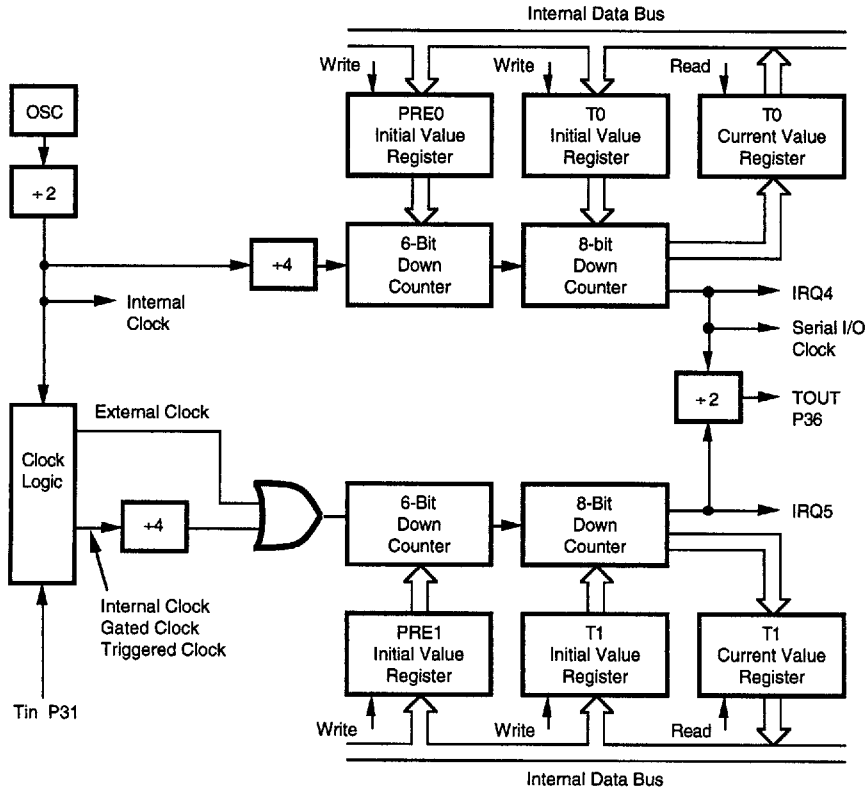 Internal Data Bus
Write
Write
Read
OSC
PRE0
Initial Value
Register
T0
Initial Value
Register
T0
Current Value
Register
÷2
6-Bit
Down
Counter
8-bit
Down
Counter
÷4
Internal
Clock
IRQ4
Serial I/O
Clock
÷2
TOUT
P36
External Clock
Clock
Logic
÷4
6-Bit
Down
Counter
8-Bit
Down
Counter
IRQ5
Internal Clock
Gated Clock
Triggered Clock
PRE1
Initial Value
Register
T1
Initial Value
Register
T1
Current Value
Register
Tin P31
Write
Write
Read
Internal Data Bus